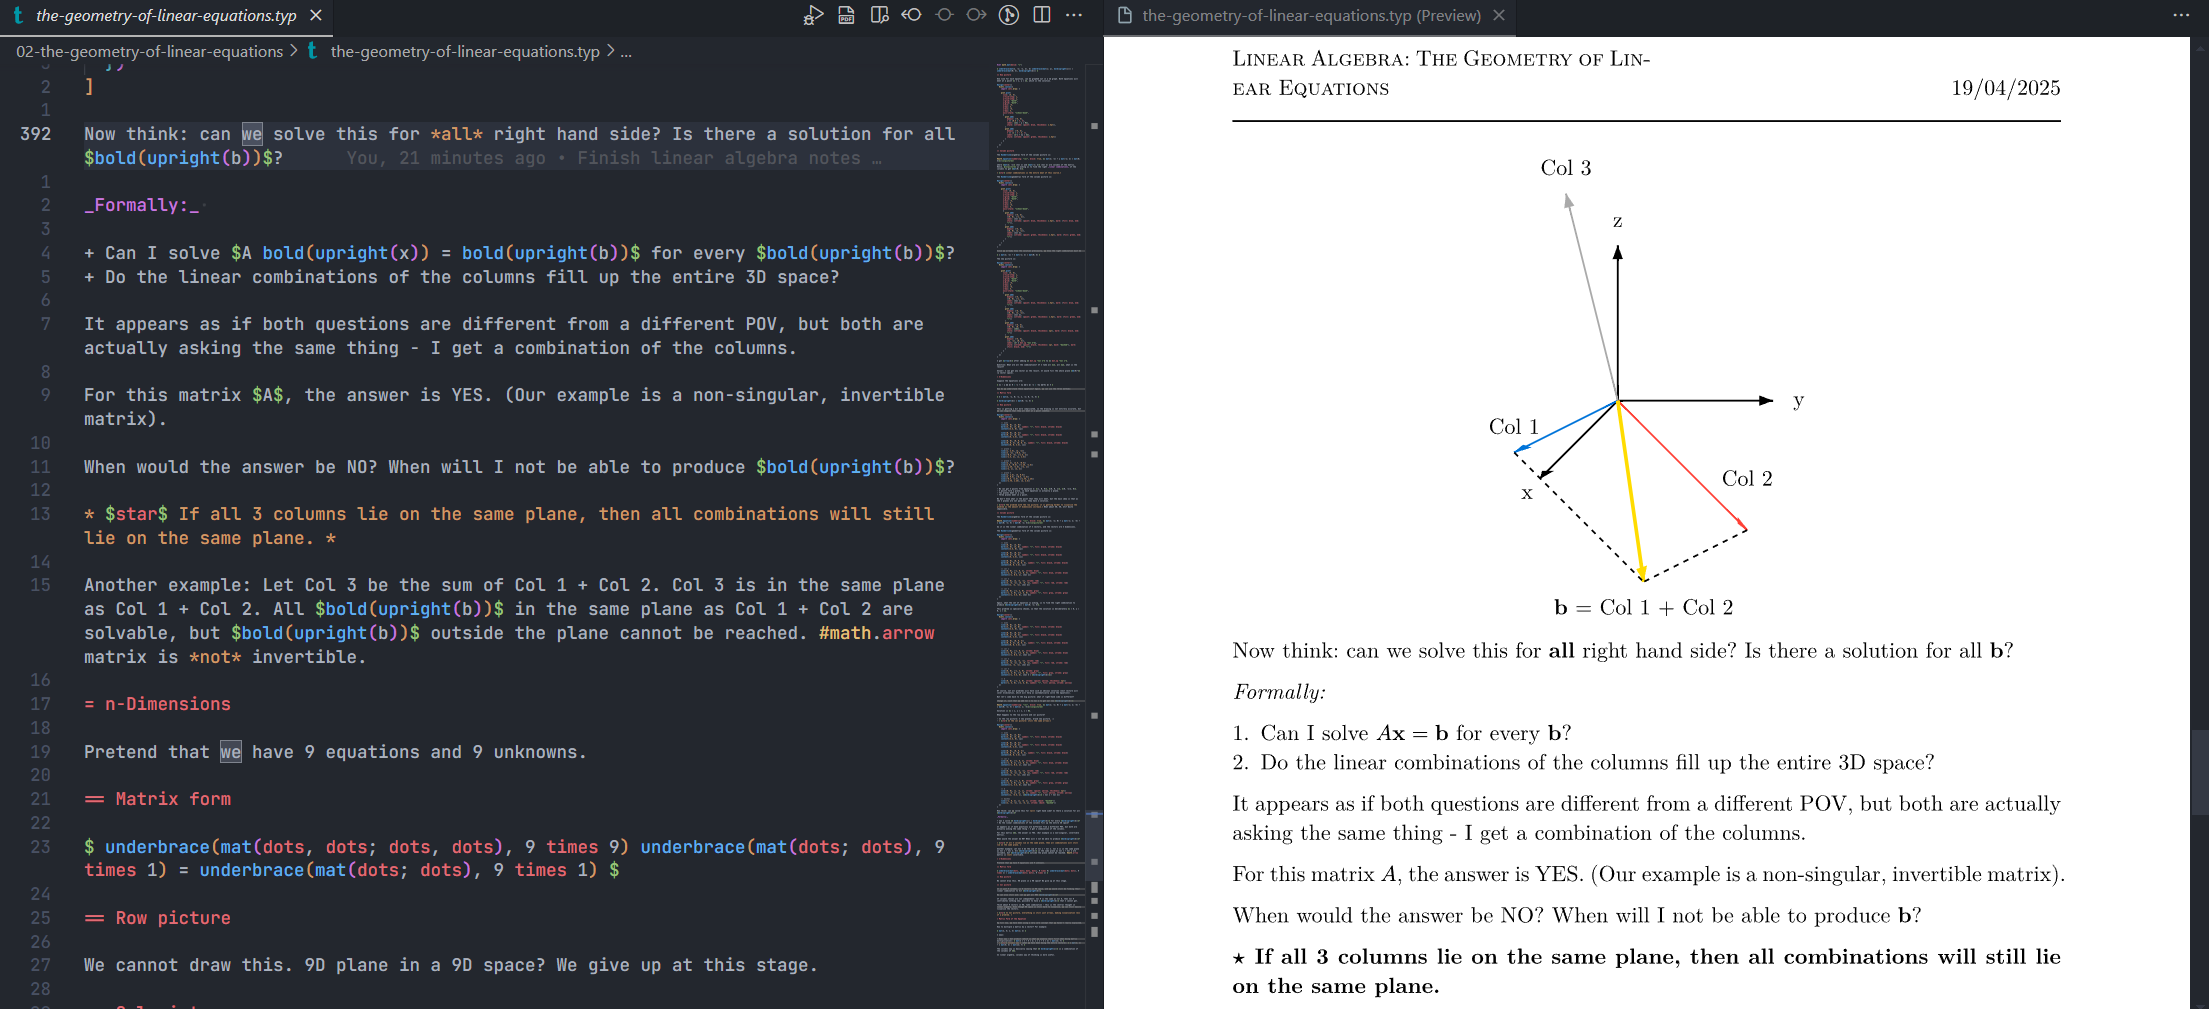 the-geometry-of-linear-equations.typ
the-geometry-of-linear-equations.typ (Preview)
02-the-geometry-of-linear-equations > the-geometry-of-linear-equations.typ > ...
2 ]
1
392 Now think: can we solve this for *all* right hand side? Is there a solution for all
$bold(upright(b))$? You, 21 minutes ago • Finish linear algebra notes …
1
2 _Formally:_
3
4 + Can I solve $A bold(upright(x)) = bold(upright(b))$ for every $bold(upright(b))$?
5 + Do the linear combinations of the columns fill up the entire 3D space?
6
7 It appears as if both questions are different from a different POV, but both are
actually asking the same thing - I get a combination of the columns.
8
9 For this matrix $A$, the answer is YES. (Our example is a non-singular, invertible
matrix).
10
11 When would the answer be NO? When will I not be able to produce $bold(upright(b))$?
12
13 * $star$ If all 3 columns lie on the same plane, then all combinations will still
lie on the same plane. *
14
15 Another example: Let Col 3 be the sum of Col 1 + Col 2. Col 3 is in the same plane
as Col 1 + Col 2. All $bold(upright(b))$ in the same plane as Col 1 + Col 2 are
solvable, but $bold(upright(b))$ outside the plane cannot be reached. #math.arrow
matrix is *not* invertible.
16
17 = n-Dimensions
18
19 Pretend that we have 9 equations and 9 unknowns.
20
21 == Matrix form
22
23 $ underbrace(mat(dots, dots; dots, dots), 9 times 9) underbrace(mat(dots; dots), 9
times 1) = underbrace(mat(dots; dots), 9 times 1) $
24
25 == Row picture
26
27 We cannot draw this. 9D plane in a 9D space? We give up at this stage.
28
Linear Algebra: The Geometry of Lin-
ear Equations
19/04/2025
Col 3
z
y
Col 1
Col 2
x
b = Col 1 + Col 2
Now think: can we solve this for all right hand side? Is there a solution for all b?
Formally:
1. Can I solve Ax = b for every b?
2. Do the linear combinations of the columns fill up the entire 3D space?
It appears as if both questions are different from a different POV, but both are actually
asking the same thing - I get a combination of the columns.
For this matrix A, the answer is YES. (Our example is a non-singular, invertible matrix).
When would the answer be NO? When will I not be able to produce b?
★ If all 3 columns lie on the same plane, then all combinations will still lie
on the same plane.